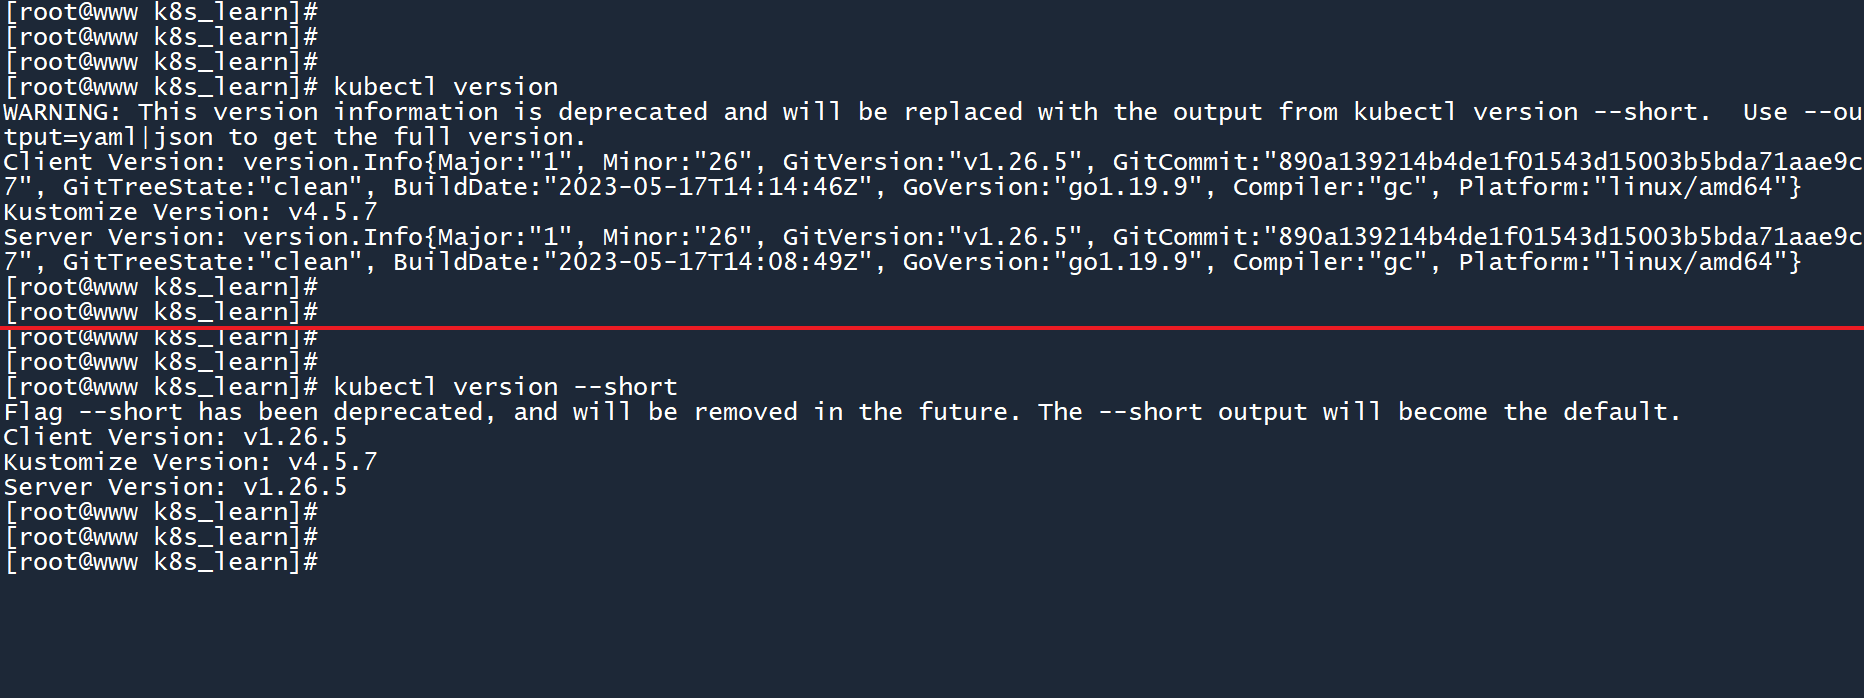 [root@www k8s_learn]#
[root@www k8s_learn]#
[root@www k8s_learn]#
[root@www k8s_learn]# kubectl version
WARNING: This version information is deprecated and will be replaced with the output from kubectl version --short.  Use --ou
tput=yaml|json to get the full version.
Client Version: version.Info{Major:"1", Minor:"26", GitVersion:"v1.26.5", GitCommit:"890a139214b4de1f01543d15003b5bda71aae9c
7", GitTreeState:"clean", BuildDate:"2023-05-17T14:14:46Z", GoVersion:"go1.19.9", Compiler:"gc", Platform:"linux/amd64"}
Kustomize Version: v4.5.7
Server Version: version.Info{Major:"1", Minor:"26", GitVersion:"v1.26.5", GitCommit:"890a139214b4de1f01543d15003b5bda71aae9c
7", GitTreeState:"clean", BuildDate:"2023-05-17T14:08:49Z", GoVersion:"go1.19.9", Compiler:"gc", Platform:"linux/amd64"}
[root@www k8s_learn]#
[root@www k8s_learn]#
[root@www k8s_learn]#
[root@www k8s_learn]#
[root@www k8s_learn]# kubectl version --short
Flag --short has been deprecated, and will be removed in the future. The --short output will become the default.
Client Version: v1.26.5
Kustomize Version: v4.5.7
Server Version: v1.26.5
[root@www k8s_learn]#
[root@www k8s_learn]#
[root@www k8s_learn]#